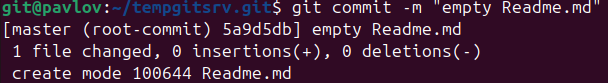 git@pavlov:~/tempgitsrv.git$ git commit -m "empty Readme.md"
[master (root-commit) 5a9d5db] empty Readme.md
 1 file changed, 0 insertions(+), 0 deletions(-)
 create mode 100644 Readme.md